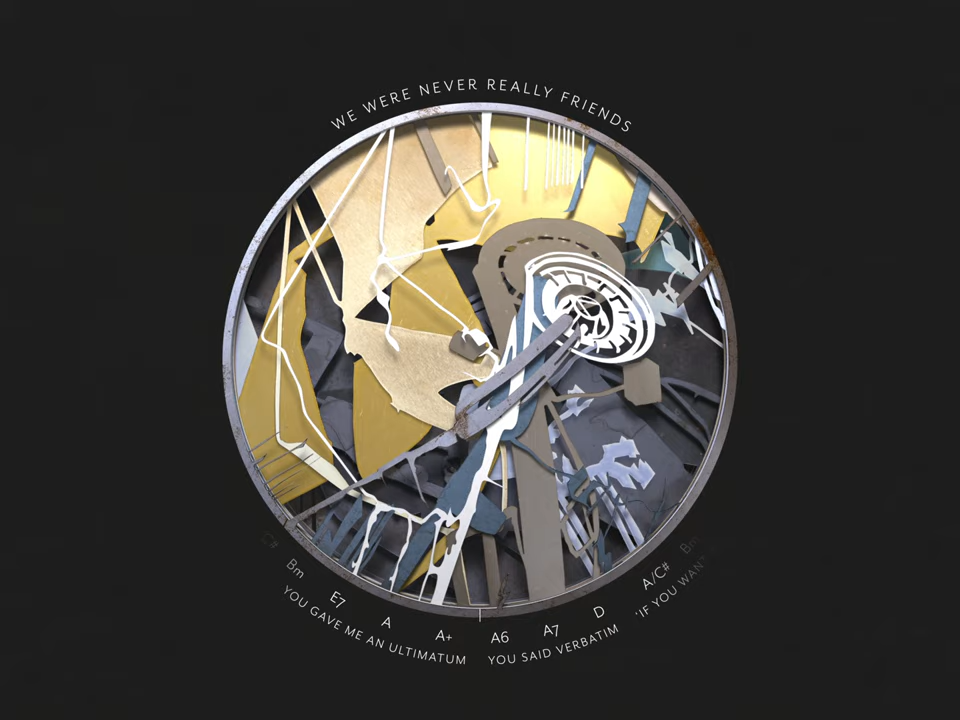 WE WERE NEVER REALLY FRIENDS
C# Bm E7 A A+ A6 A7 D A/C# Bm
YOU GAVE ME AN ULTIMATUM YOU SAID VERBATIM 'IF YOU WANT